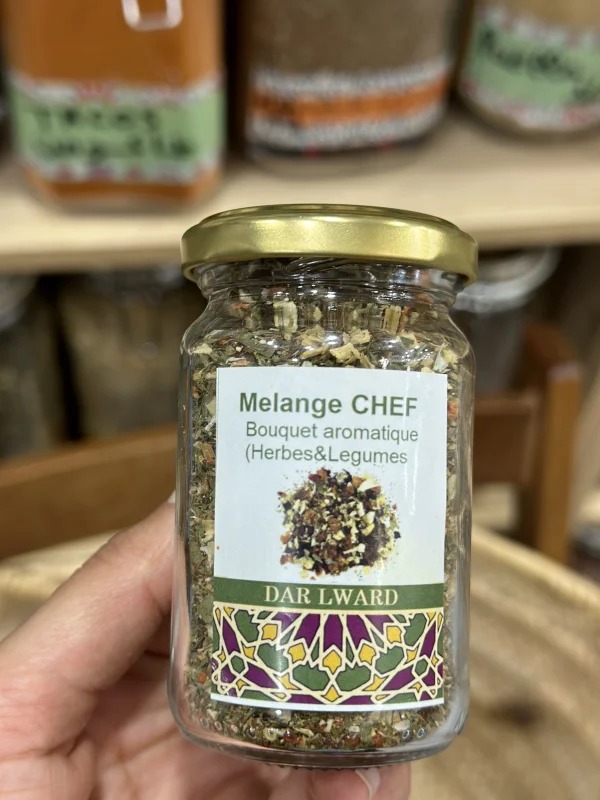 Melange CHEF
Bouquet aromatique
(Herbes&Legumes
DAR LWARD